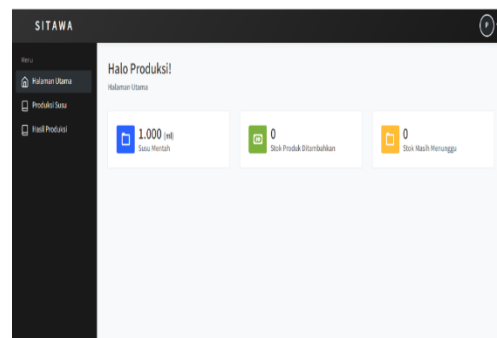 SITAWA
P
Menu
Halaman Utama
Produksi Susu
Hasil Produksi
Halo Produksi!
Halaman Utama
1.000 (ml)
Susu Mentah
0
Stok Produk Ditambahkan
0
Stok Masih Menunggu